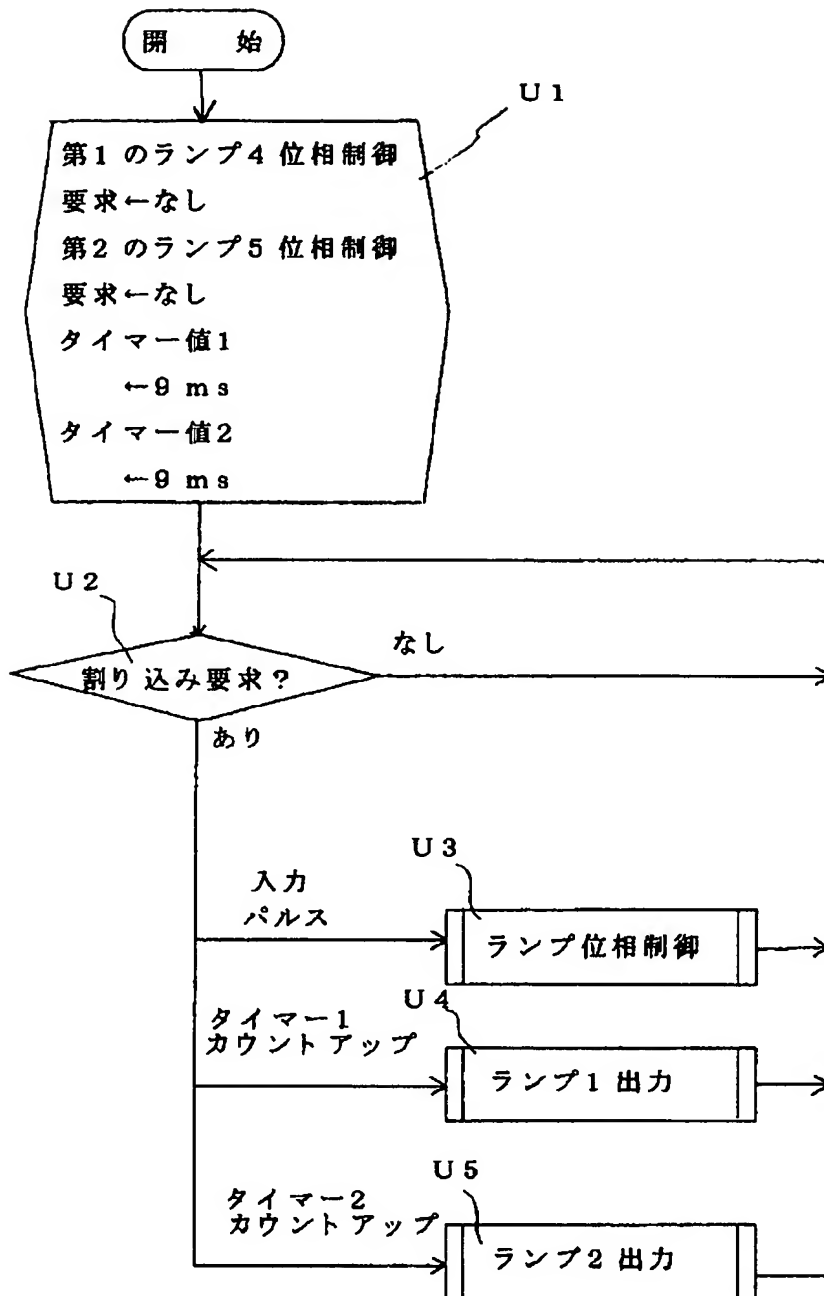 開 始
U1
第1のランプ4位相制御
要求←なし
第2のランプ5位相制御
要求←なし
タイマー値1
←9ms
タイマー値2
←9ms
U2
割り込み要求?
なし
あり
U3
入力
パルス
ランプ位相制御
U4
タイマー1
カウントアップ
ランプ1出力
U5
タイマー2
カウントアップ
ランプ2出力